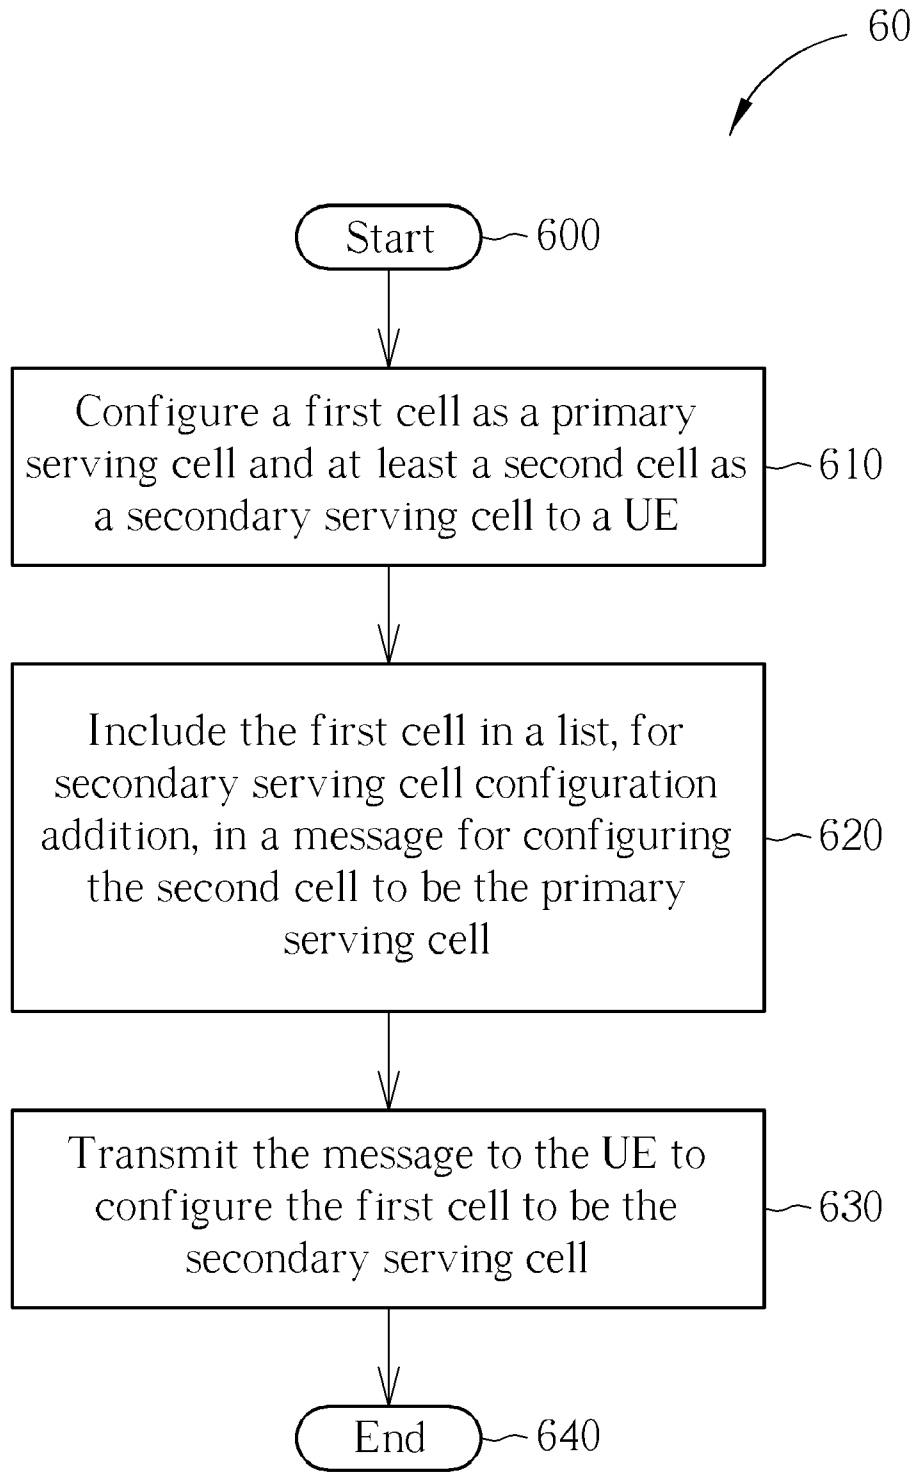 60
Start
600
Configure a first cell as a primary
serving cell and at least a second cell as
a secondary serving cell to a UE
610
Include the first cell in a list, for
secondary serving cell configuration
addition, in a message for configuring
the second cell to be the primary
serving cell
620
Transmit the message to the UE to
configure the first cell to be the
secondary serving cell
630
End
640